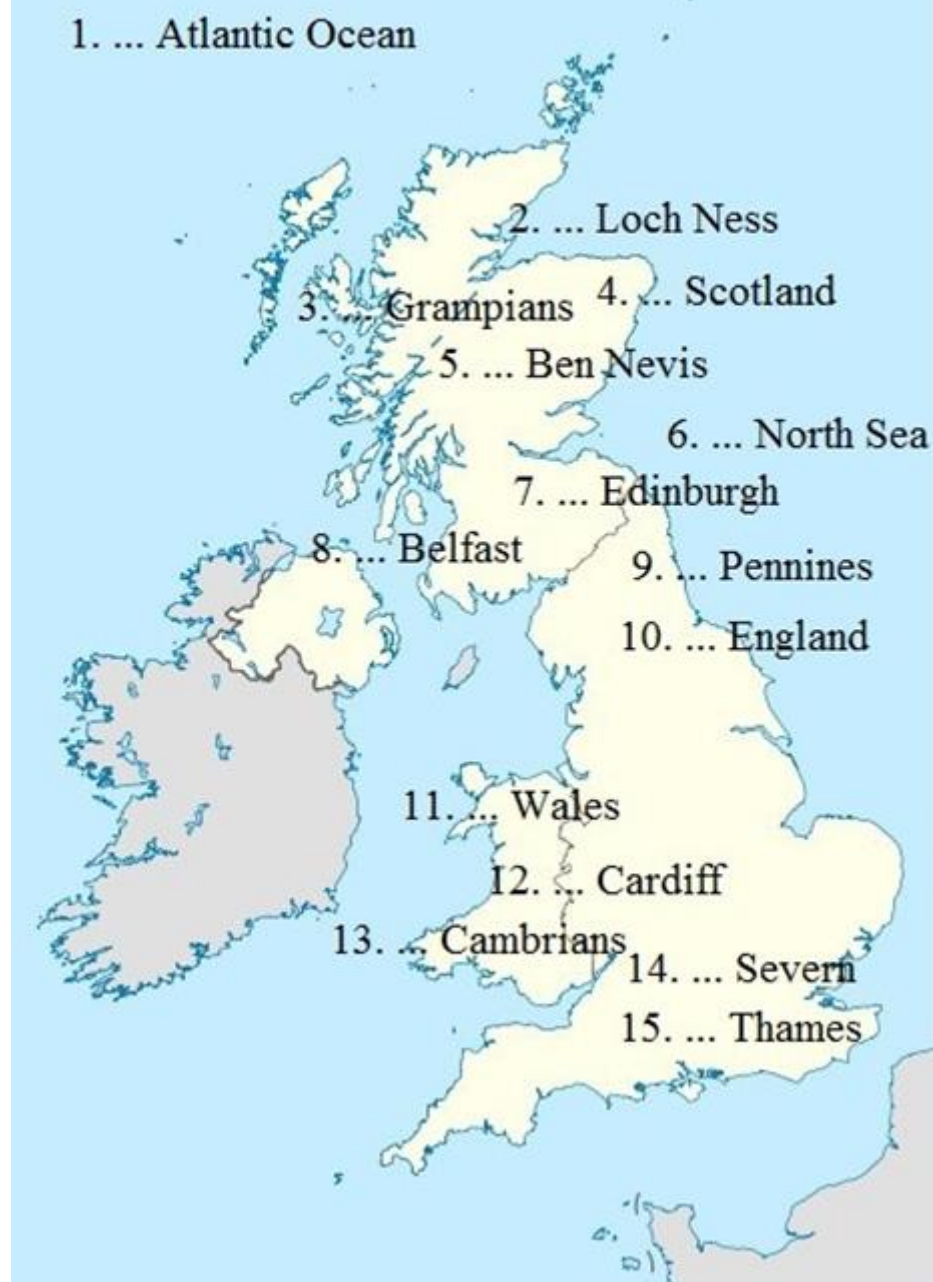 1. ... Atlantic Ocean
2. ... Loch Ness
3. ... Grampians
4. ... Scotland
5. ... Ben Nevis
6. ... North Sea
7. ... Edinburgh
8. ... Belfast
9. ... Pennines
10. ... England
11. ... Wales
12. ... Cardiff
13. ... Cambrians
14. ... Severn
15. ... Thames